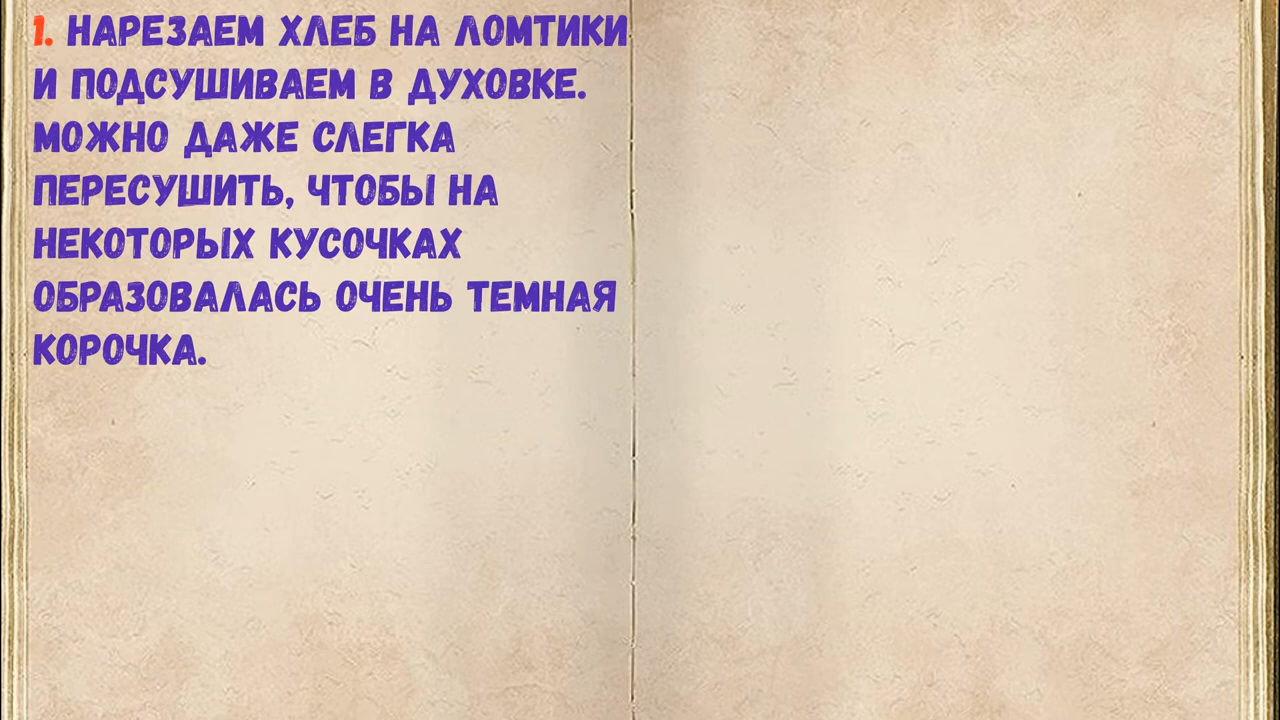 1. НАРЕЗАЕМ ХЛЕБ НА ЛОМТИКИ
И ПОДСУШИВАЕМ В ДУХОВКЕ.
МОЖНО ДАЖЕ СЛЕГКА
ПЕРЕСУШИТЬ, ЧТОБЫ НА
НЕКОТОРЫХ КУСОЧКАХ
ОБРАЗОВАЛАСЬ ОЧЕНЬ ТЕМНАЯ
КОРОЧКА.